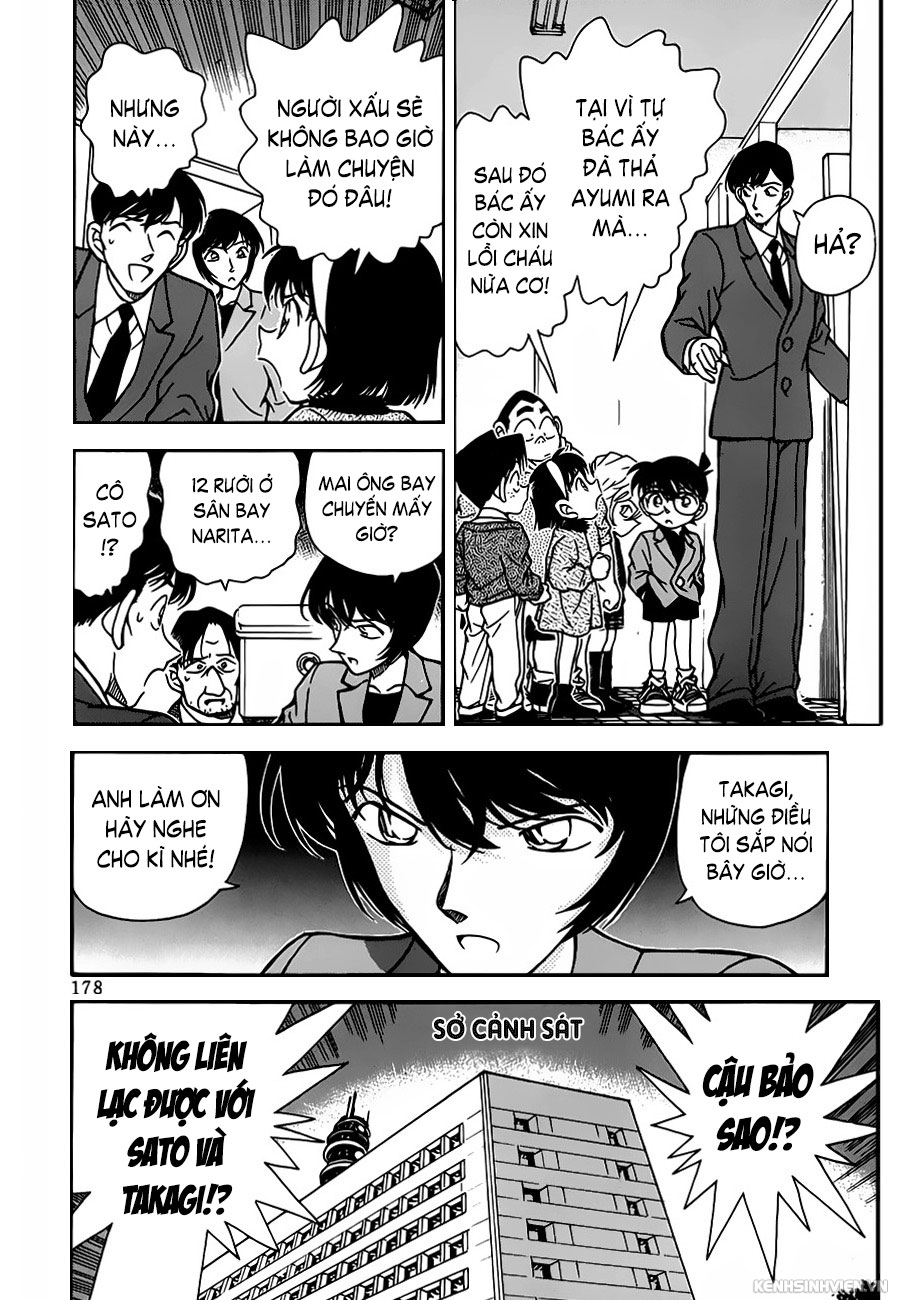 TẠI VÌ TỰ
BÁC ẤY
ĐÃ THẢ
AYUMI RA
MÀ...
SAU ĐÓ
BÁC ẤY
CÒN XIN
LỖI CHÁU
NỮA CƠ!
HẢ?
NGƯỜI XẤU SẼ
KHÔNG BAO GIỜ
LÀM CHUYỆN
ĐÓ ĐÂU!
NHƯNG
NÀY...
MAI ÔNG BAY
CHUYẾN MẤY
GIỜ?
12 RƯỠI Ở
SÂN BAY
NARITA...
CÔ
SATO
!?
TAKAGI,
NHỮNG ĐIỀU
TÔI SẮP NÓI
BÂY GIỜ...
ANH LÀM ƠN
HÃY NGHE
CHO KĨ NHÉ!
178
SỞ CẢNH SÁT
CẬU BẢO
SAO!?
KHÔNG LIÊN
LẠC ĐƯỢC VỚI
SATO VÀ
TAKAGI!?
KENHSINHVIEN.VN